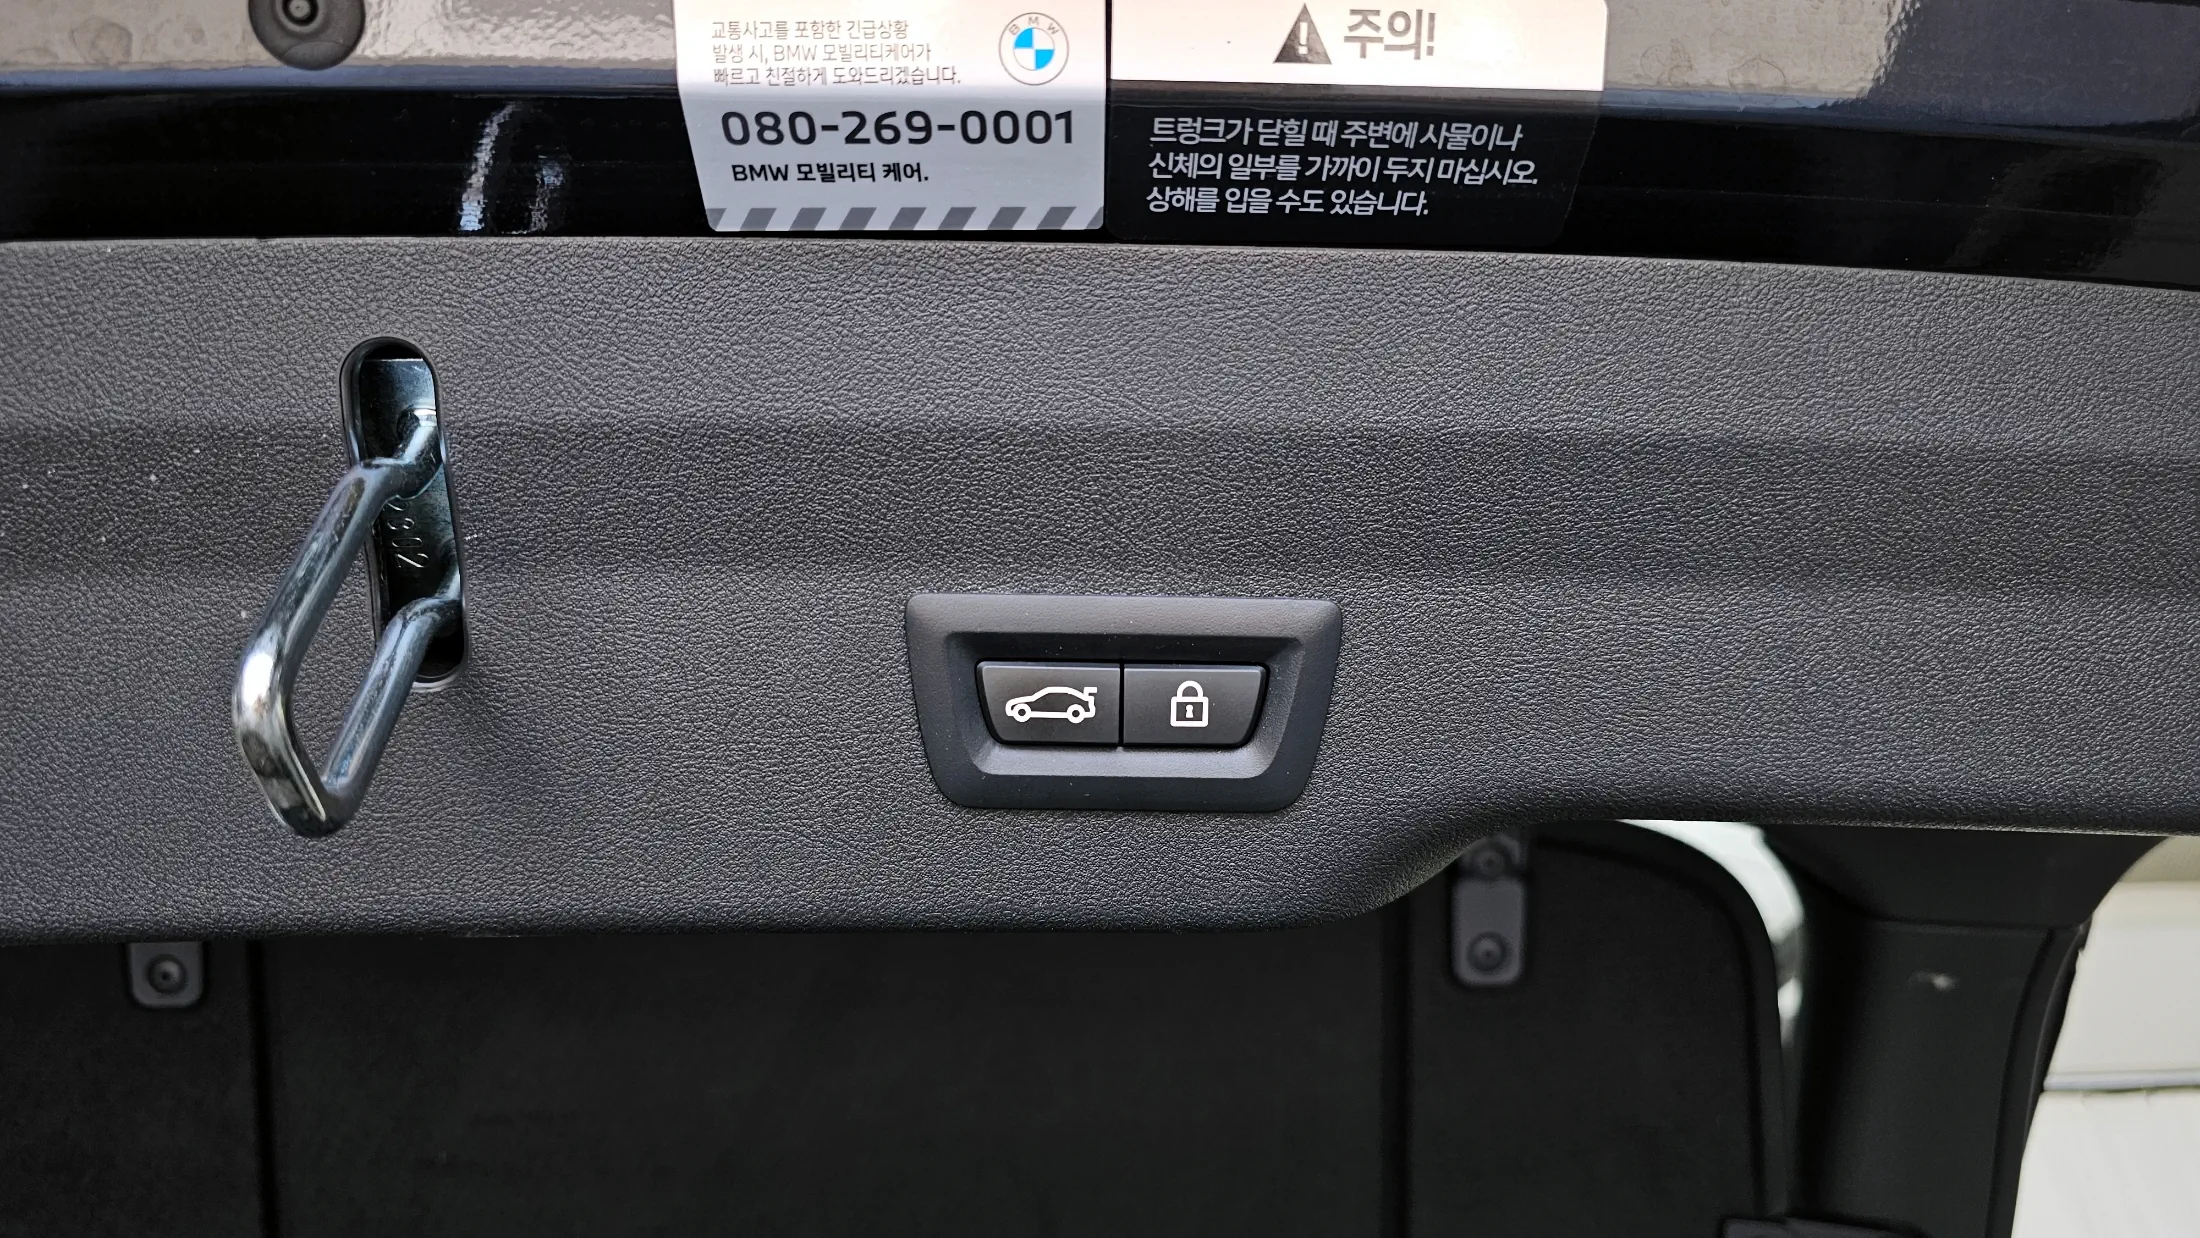 교통사고를 포함한 긴급상황
발생 시, BMW 모빌리티케어가
빠르고 친절하게 도와드리겠습니다.
BMW
080-269-0001
BMW 모빌리티 케어.
주의!
트렁크가 닫힐 때 주변에 사물이나
신체의 일부를 가까이 두지 마십시오.
상해를 입을 수도 있습니다.